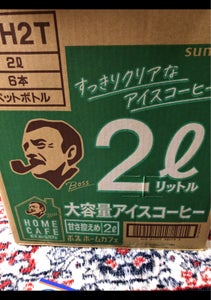 H2T
2ℓ
6本
ペットボトル
sun
すっきりクリアな
アイスコーヒー
Boss
2ℓ
リットル
大容量アイスコーヒー
甘さ控えめ 2ℓ
ボス ホームカフェ
HOME
CAFE